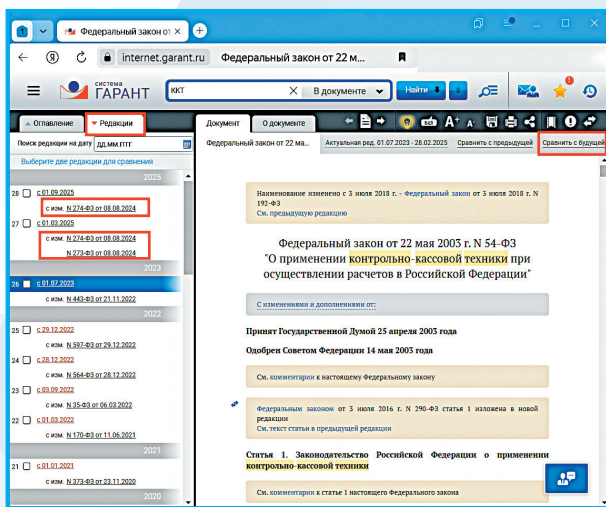 1
Федеральный закон от
internet.garant.ru Федеральный закон от 22 м...
система
ГАРАНТ
ККТ
В документе
Найти
Оглавление
Редакции
Документ
О документе
Поиск редакции на дату
ДД.ММ.ГГГГ
Выберите две редакции для сравнения
Федеральный закон от 22 ма...
Актуальная ред. 01.07.2023 - 28.02.2025
Сравнить с предыдущей
Сравнить с будущей
2025
28 с 01.09.2025
с изм. N 274-ФЗ от 08.08.2024
27 с 01.03.2025
с изм. N 274-ФЗ от 08.08.2024
N 273-ФЗ от 08.08.2024
2023
26 с 01.07.2023
с изм. N 443-ФЗ от 21.11.2022
2022
25 с 29.12.2022
с изм. N 597-ФЗ от 29.12.2022
24 с 28.12.2022
с изм. N 564-ФЗ от 28.12.2022
23 с 03.09.2022
с изм. N 35-ФЗ от 06.03.2022
22 с 01.03.2022
с изм. N 170-ФЗ от 11.06.2021
2021
21 с 01.01.2021
с изм. N 373-ФЗ от 23.11.2020
2020
Наименование изменено с 3 июля 2018 г. - Федеральный закон от 3 июля 2018 г. N
192-ФЗ
См. предыдущую редакцию
Федеральный закон от 22 мая 2003 г. N 54-ФЗ
"О применении контрольно-кассовой техники при
осуществлении расчетов в Российской Федерации"
С изменениями и дополнениями от:
Принят Государственной Думой 25 апреля 2003 года
Одобрен Советом Федерации 14 мая 2003 года
См. комментарии к настоящему Федеральному закону
Федеральным законом от 3 июля 2016 г. N 290-ФЗ статья 1 изложена в новой
редакции
См. текст статьи в предыдущей редакции
Статья 1. Законодательство Российской Федерации о применении
контрольно-кассовой техники
См. комментарии к статье 1 настоящего Федерального закона